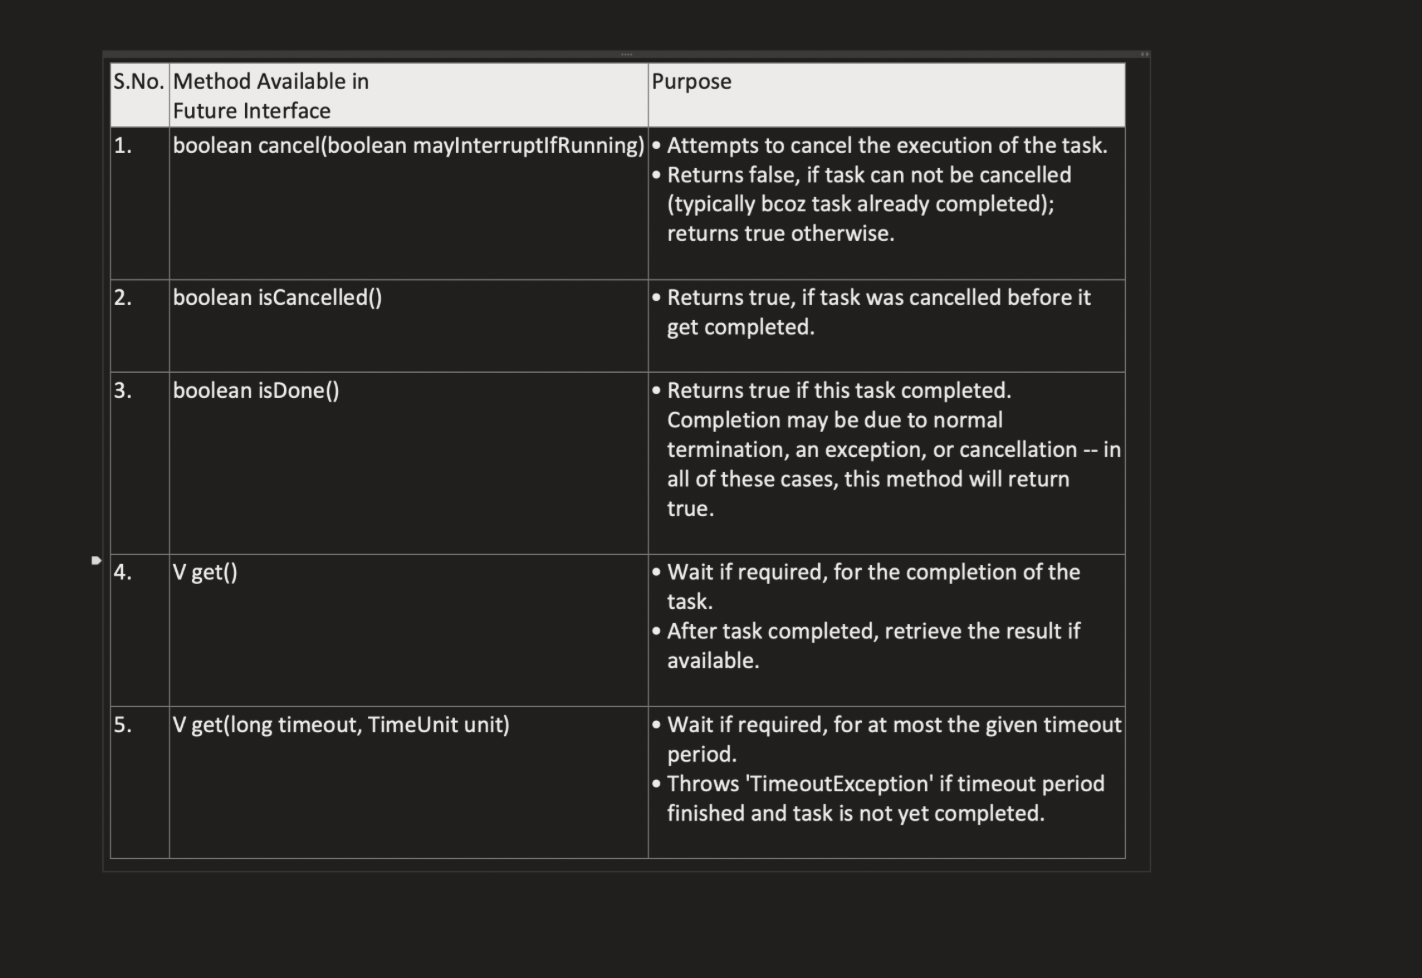 S.No. Method Available in Purpose
Future Interface
1. boolean cancel(boolean mayInterruptIfRunning) • Attempts to cancel the execution of the task.
• Returns false, if task can not be cancelled
(typically bcoz task already completed);
returns true otherwise.
2. boolean isCancelled() • Returns true, if task was cancelled before it
get completed.
3. boolean isDone() • Returns true if this task completed.
Completion may be due to normal
termination, an exception, or cancellation -- in
all of these cases, this method will return
true.
4. V get() • Wait if required, for the completion of the
task.
• After task completed, retrieve the result if
available.
5. V get(long timeout, TimeUnit unit) • Wait if required, for at most the given timeout
period.
• Throws 'TimeoutException' if timeout period
finished and task is not yet completed.